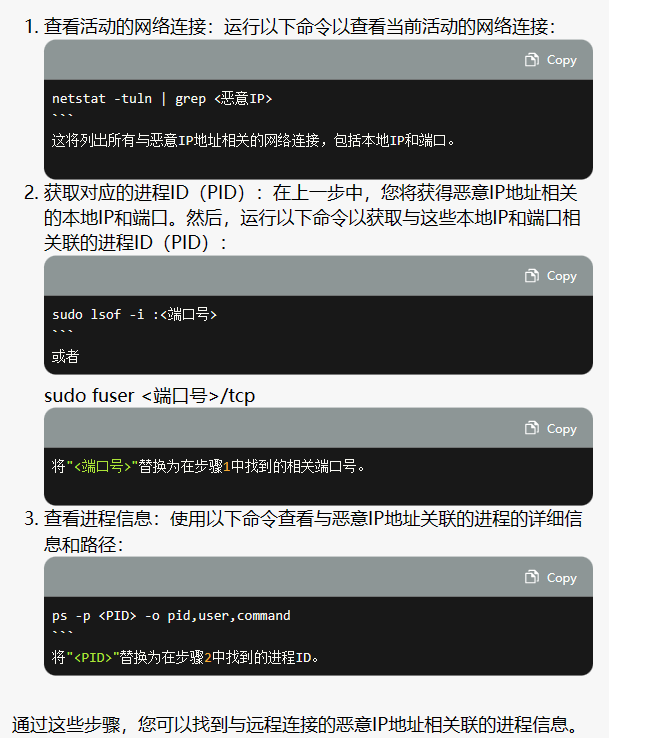 1. 查看活动的网络连接：运行以下命令以查看当前活动的网络连接：
Copy
netstat -tuln | grep <恶意IP>
```
这将列出所有与恶意IP地址相关的网络连接，包括本地IP和端口。
2. 获取对应的进程ID（PID）：在上一步中，您将获得恶意IP地址相关
的本地IP和端口。然后，运行以下命令以获取与这些本地IP和端口相
关联的进程ID（PID）:
Copy
sudo lsof -i :<端口号>
```
或者
sudo fuser <端口号>/tcp
Copy
将"<端口号>"替换为在步骤1中找到的相关端口号。
3. 查看进程信息：使用以下命令查看与恶意IP地址关联的进程的详细信
息和路径：
Copy
ps -p <PID> -o pid,user,command
```
将"<PID>"替换为在步骤2中找到的进程ID。
通过这些步骤，您可以找到与远程连接的恶意IP地址相关联的进程信息。